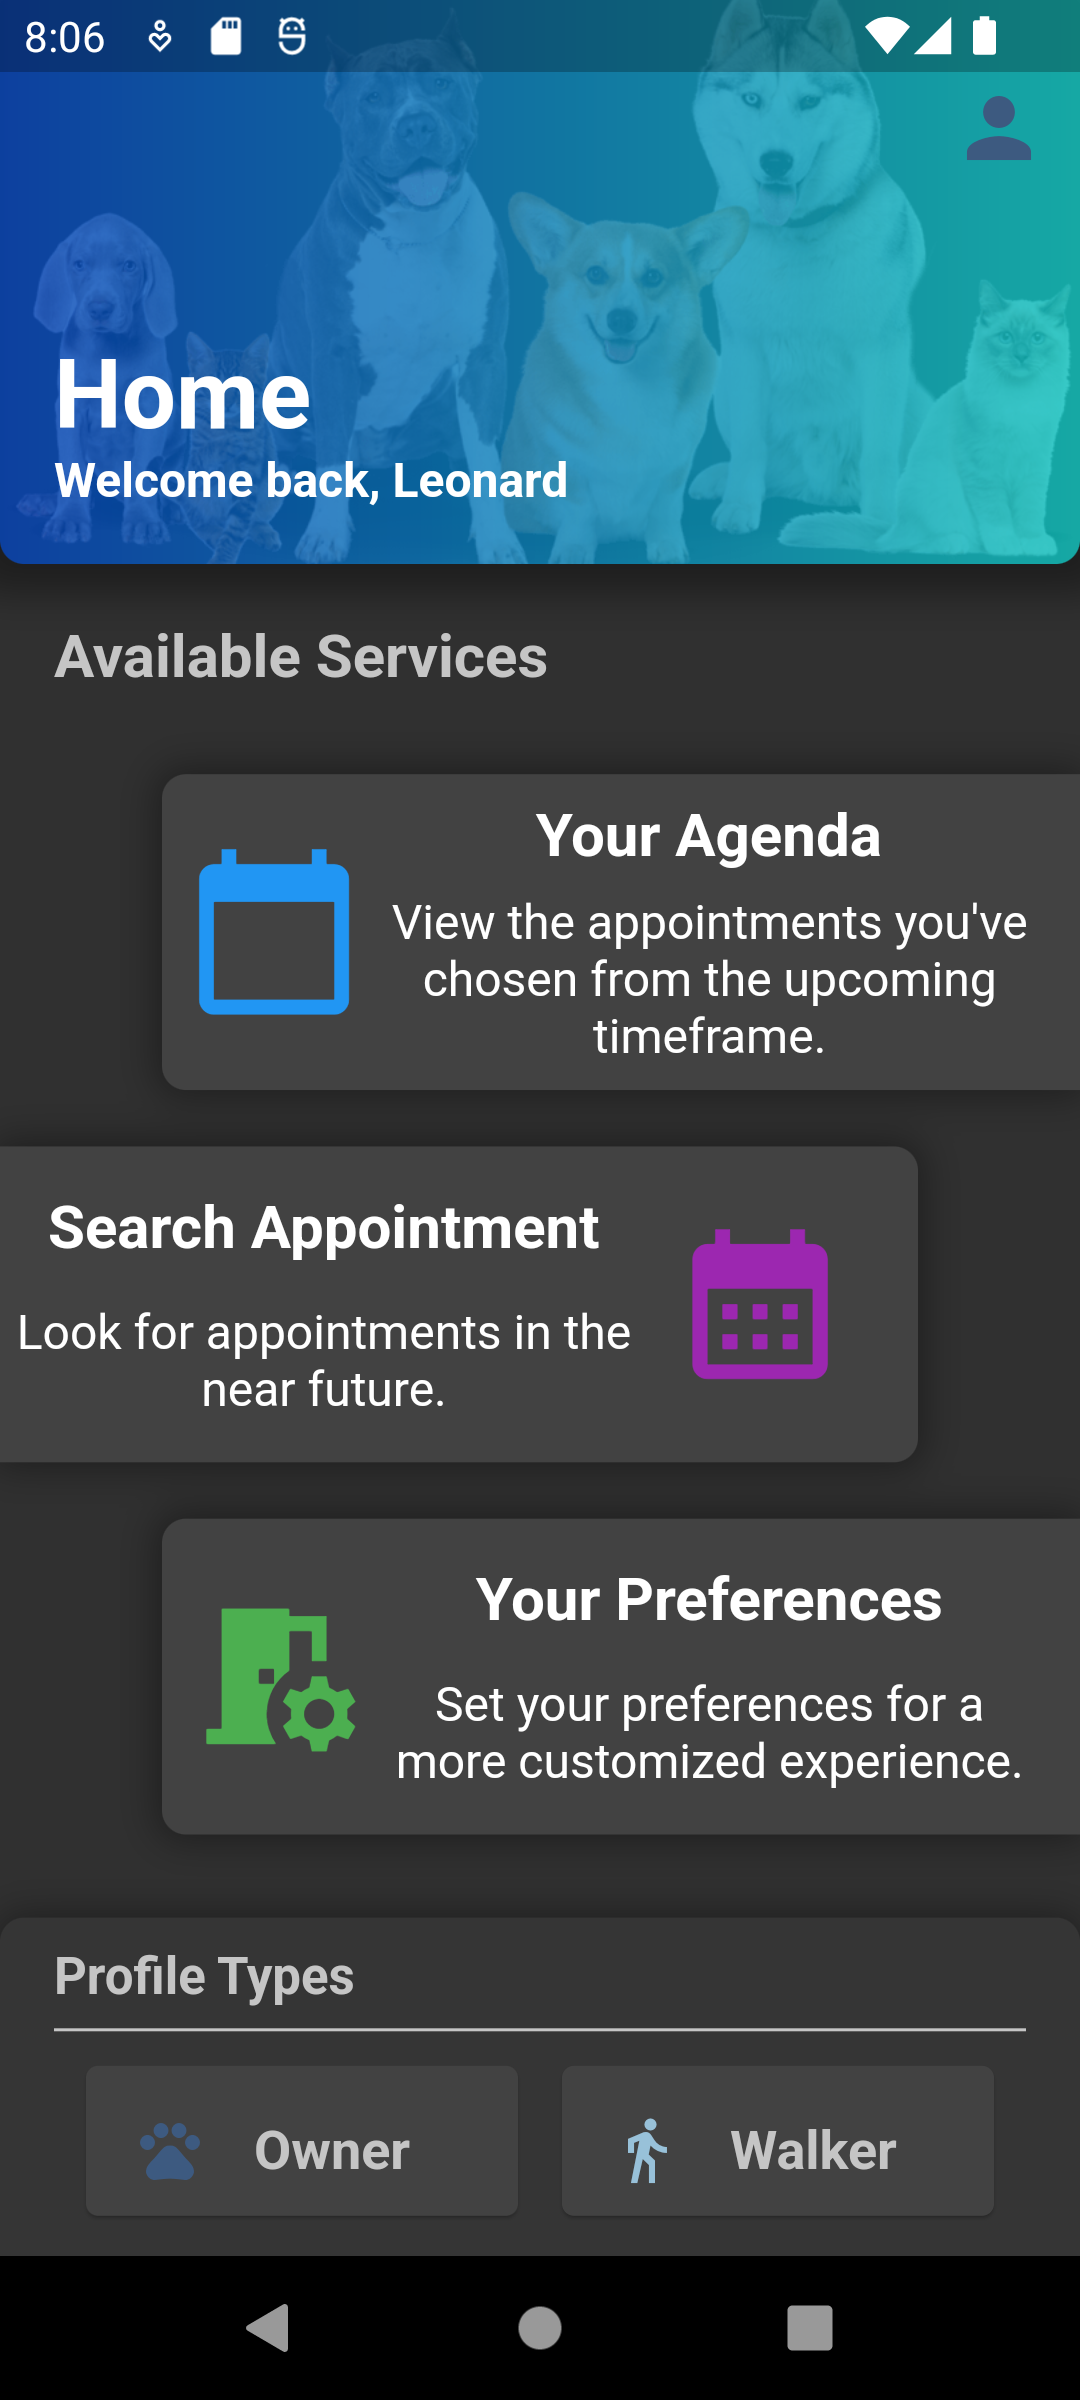 8:06
Home
Welcome back, Leonard
Available Services
Your Agenda
View the appointments you've
chosen from the upcoming
timeframe.
Search Appointment
Look for appointments in the
near future.
Your Preferences
Set your preferences for a
more customized experience.
Profile Types
Owner
Walker